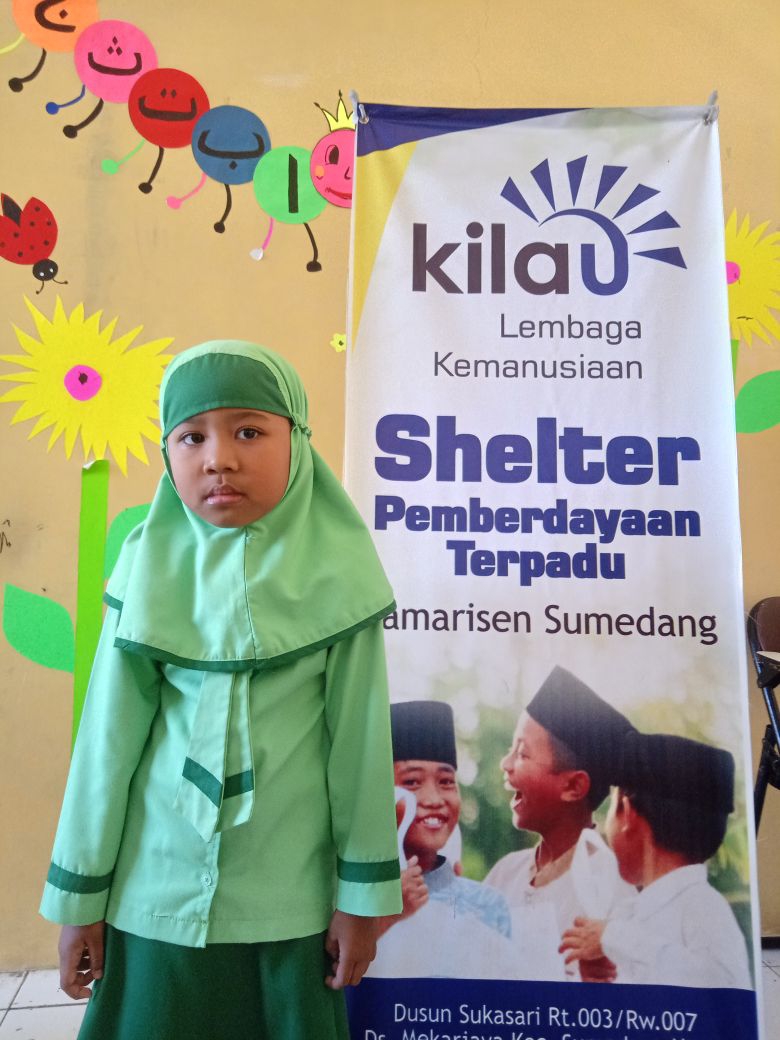 ج
ث
ت
ب
ا
kilau
Lembaga
Kemanusiaan
Shelter
Pemberdayaan
Terpadu
amarisen Sumedang
Dusun Sukasari Rt.003/Rw.007